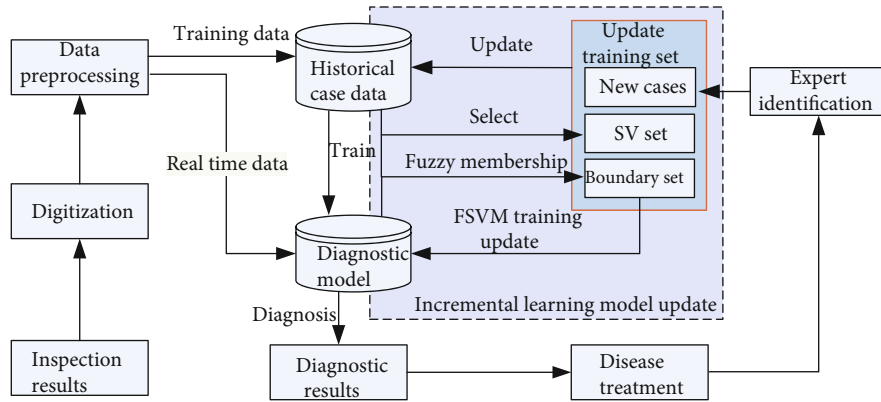 Data
preprocessing
Training data
Historical
case data
Update
Update
training set
New cases
Expert
identification
Select
SV set
Train
Real time data
Fuzzy membership
Boundary set
Digitization
FSVM training
update
Diagnostic
model
Incremental learning model update
Diagnosis
Inspection
results
Diagnostic
results
Disease
treatment